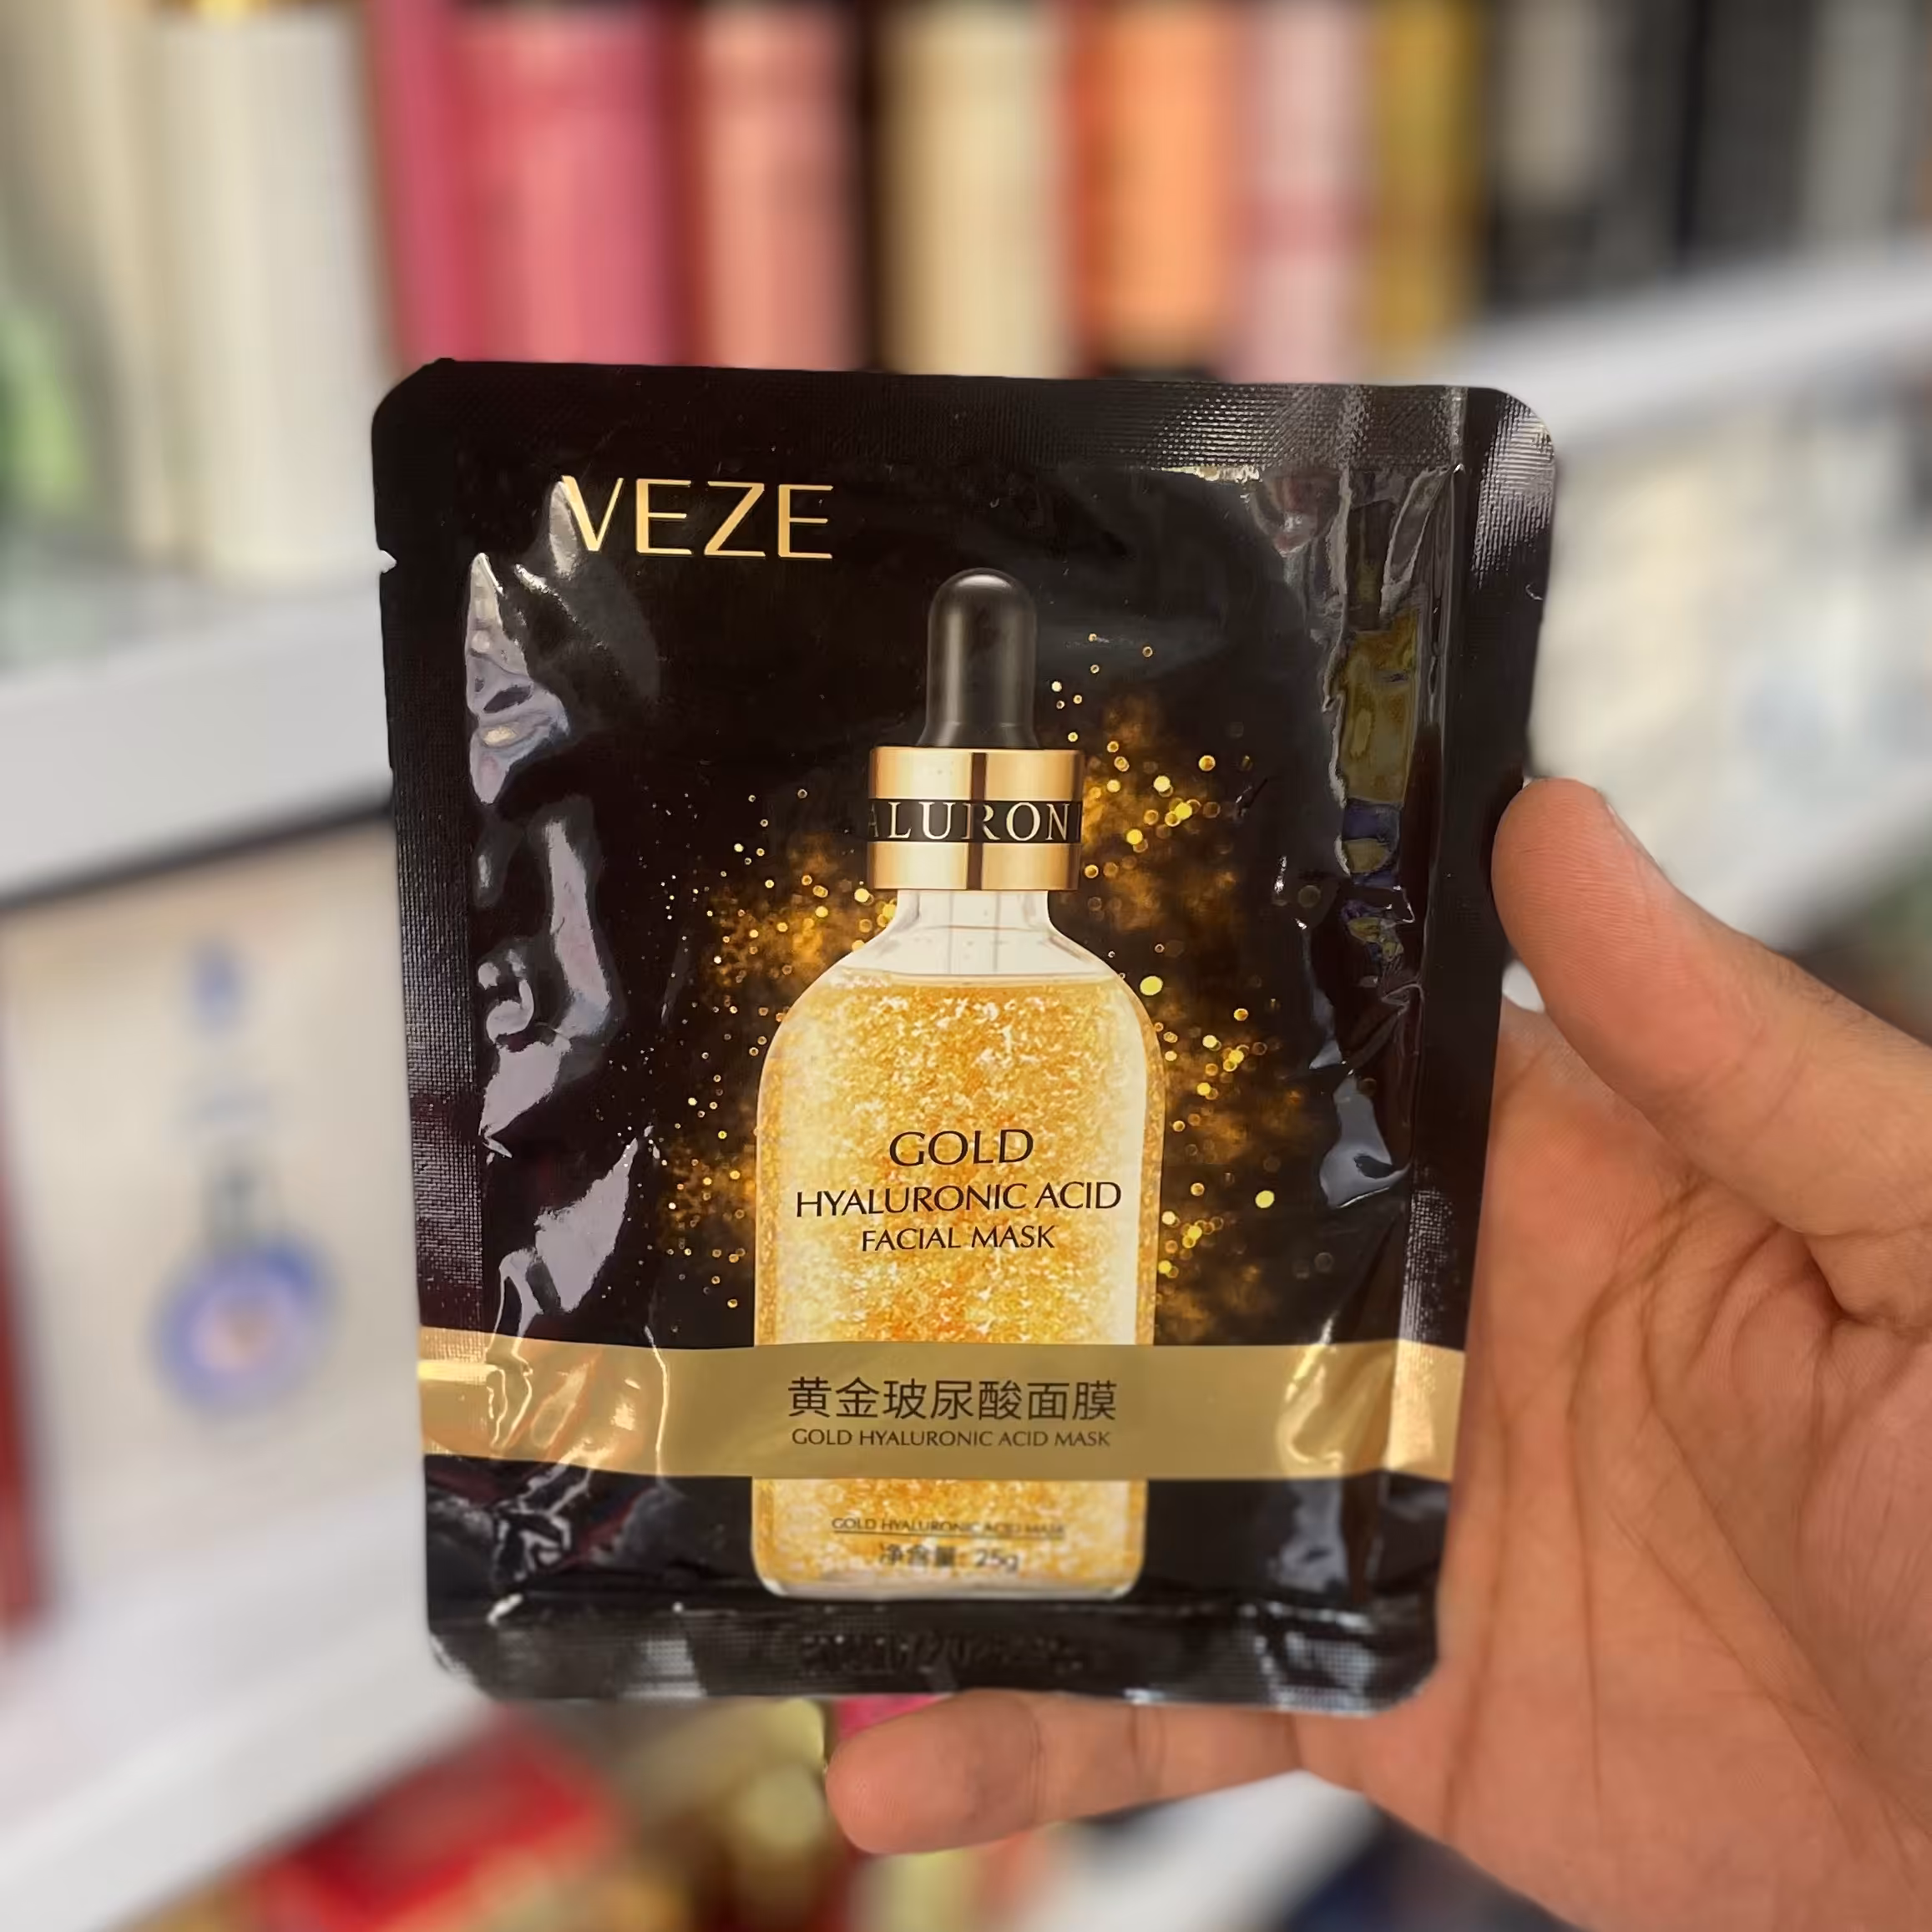 VEZE
ALURON
GOLD
HYALURONIC ACID
FACIAL MASK
黄金玻尿酸面膜
GOLD HYALURONIC ACID MASK
GOLD HYALURONIC ACID MASK
净含量: 25g